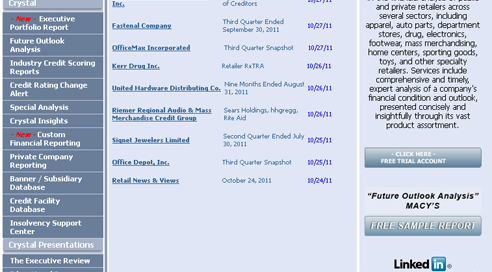 Crystal
- New - Executive
Portfolio Report
Future Outlook
Analysis
Industry Credit Scoring
Reports
Credit Rating Change
Alert
Special Analysis
Crystal Insights
- New - Custom
Financial Reporting
Private Company
Reporting
Banner / Subsidiary
Database
Credit Facility
Database
Insolvency Support
Center
Crystal Presentations
The Executive Review
Inc.
of Creditors
Fastenal Company
Third Quarter Ended
September 30, 2011
10/27/11
OfficeMax Incorporated
Third Quarter Snapshot
10/27/11
Kerr Drug Inc.
Retailer RxTRA
10/26/11
United Hardware Distributing Co.
Nine Months Ended August
31, 2011
10/26/11
Riemer Regional Audio & Mass
Merchandise Credit Group
Sears Holdings, hhgregg,
Rite Aid
10/26/11
Signet Jewelers Limited
Second Quarter Ended July
30, 2011
10/25/11
Office Depot, Inc.
Third Quarter Snapshot
10/25/11
Retail News & Views
October 24, 2011
10/24/11
and private retailers across
several sectors, including
apparel, auto parts, department
stores, drug, electronics,
footwear, mass merchandising,
home centers, sporting goods,
toys, and other specialty
retailers. Services include
comprehensive and timely,
expert analysis of a company's
financial condition and outlook,
presented concisely and
insightfully through its vast
product assortment.
- CLICK HERE -
FREE TRIAL ACCOUNT
"Future Outlook Analysis"
MACY'S
FREE SAMPLE REPORT
Linked in ®